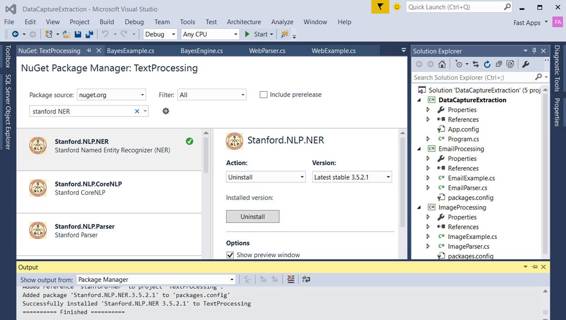 DataCaptureExtraction - Microsoft Visual Studio
Quick Launch (Ctrl+Q)
File Edit View Project Build Debug Team Tools Test Architecture Analyze Window Help
Fast Apps FA
Debug Any CPU Start
NuGet: TextProcessing BayesExample.cs BayesEngine.cs WebParser.cs WebExample.cs
Solution Explorer
NuGet Package Manager: TextProcessing
Package source: nuget.org Filter: All Include prerelease
stanford NER
Stanford.NLP.NER
Stanford Named Entity Recognizer (NER)
Stanford.NLP.CoreNLP
Stanford CoreNLP
Stanford.NLP.Parser
Stanford Parser
Stanford.NLP.NER
Action: Version:
Uninstall Latest stable 3.5.2.1
Installed version:
Uninstall
Options
Show preview window
Search Solution Explorer (Ctrl+;)
Solution 'DataCaptureExtraction' (5 proj
DataCaptureExtraction
Properties
References
App.config
Program.cs
EmailProcessing
Properties
References
EmailExample.cs
EmailParser.cs
packages.config
ImageProcessing
Properties
References
ImageExample.cs
ImageParser.cs
packages.config
Toolbox
SQL Server Object Explorer
Diagnostic Tools
Properties
Output
Show output from: Package Manager
Added reference 'stanford-ner' to project 'TextProcessing'.
Added package 'Stanford.NLP.NER.3.5.2.1' to 'packages.config'
Successfully installed 'Stanford.NLP.NER 3.5.2.1' to TextProcessing
========== Finished ==========